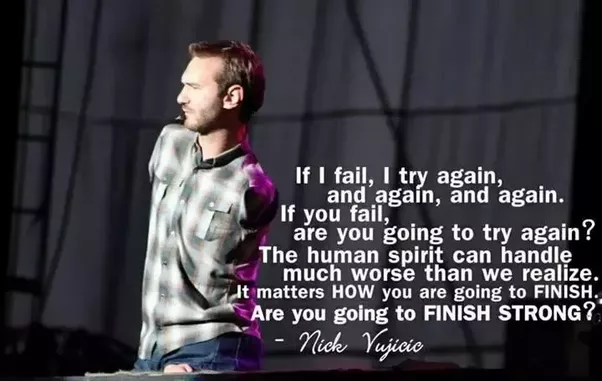 If I fail, I try again,
and again, and again.
If you fail,
are you going to try again?
The human spirit can handle
much worse than we realize.
It matters HOW you are going to FINISH.
Are you going to FINISH STRONG?
- Nick Vujicic